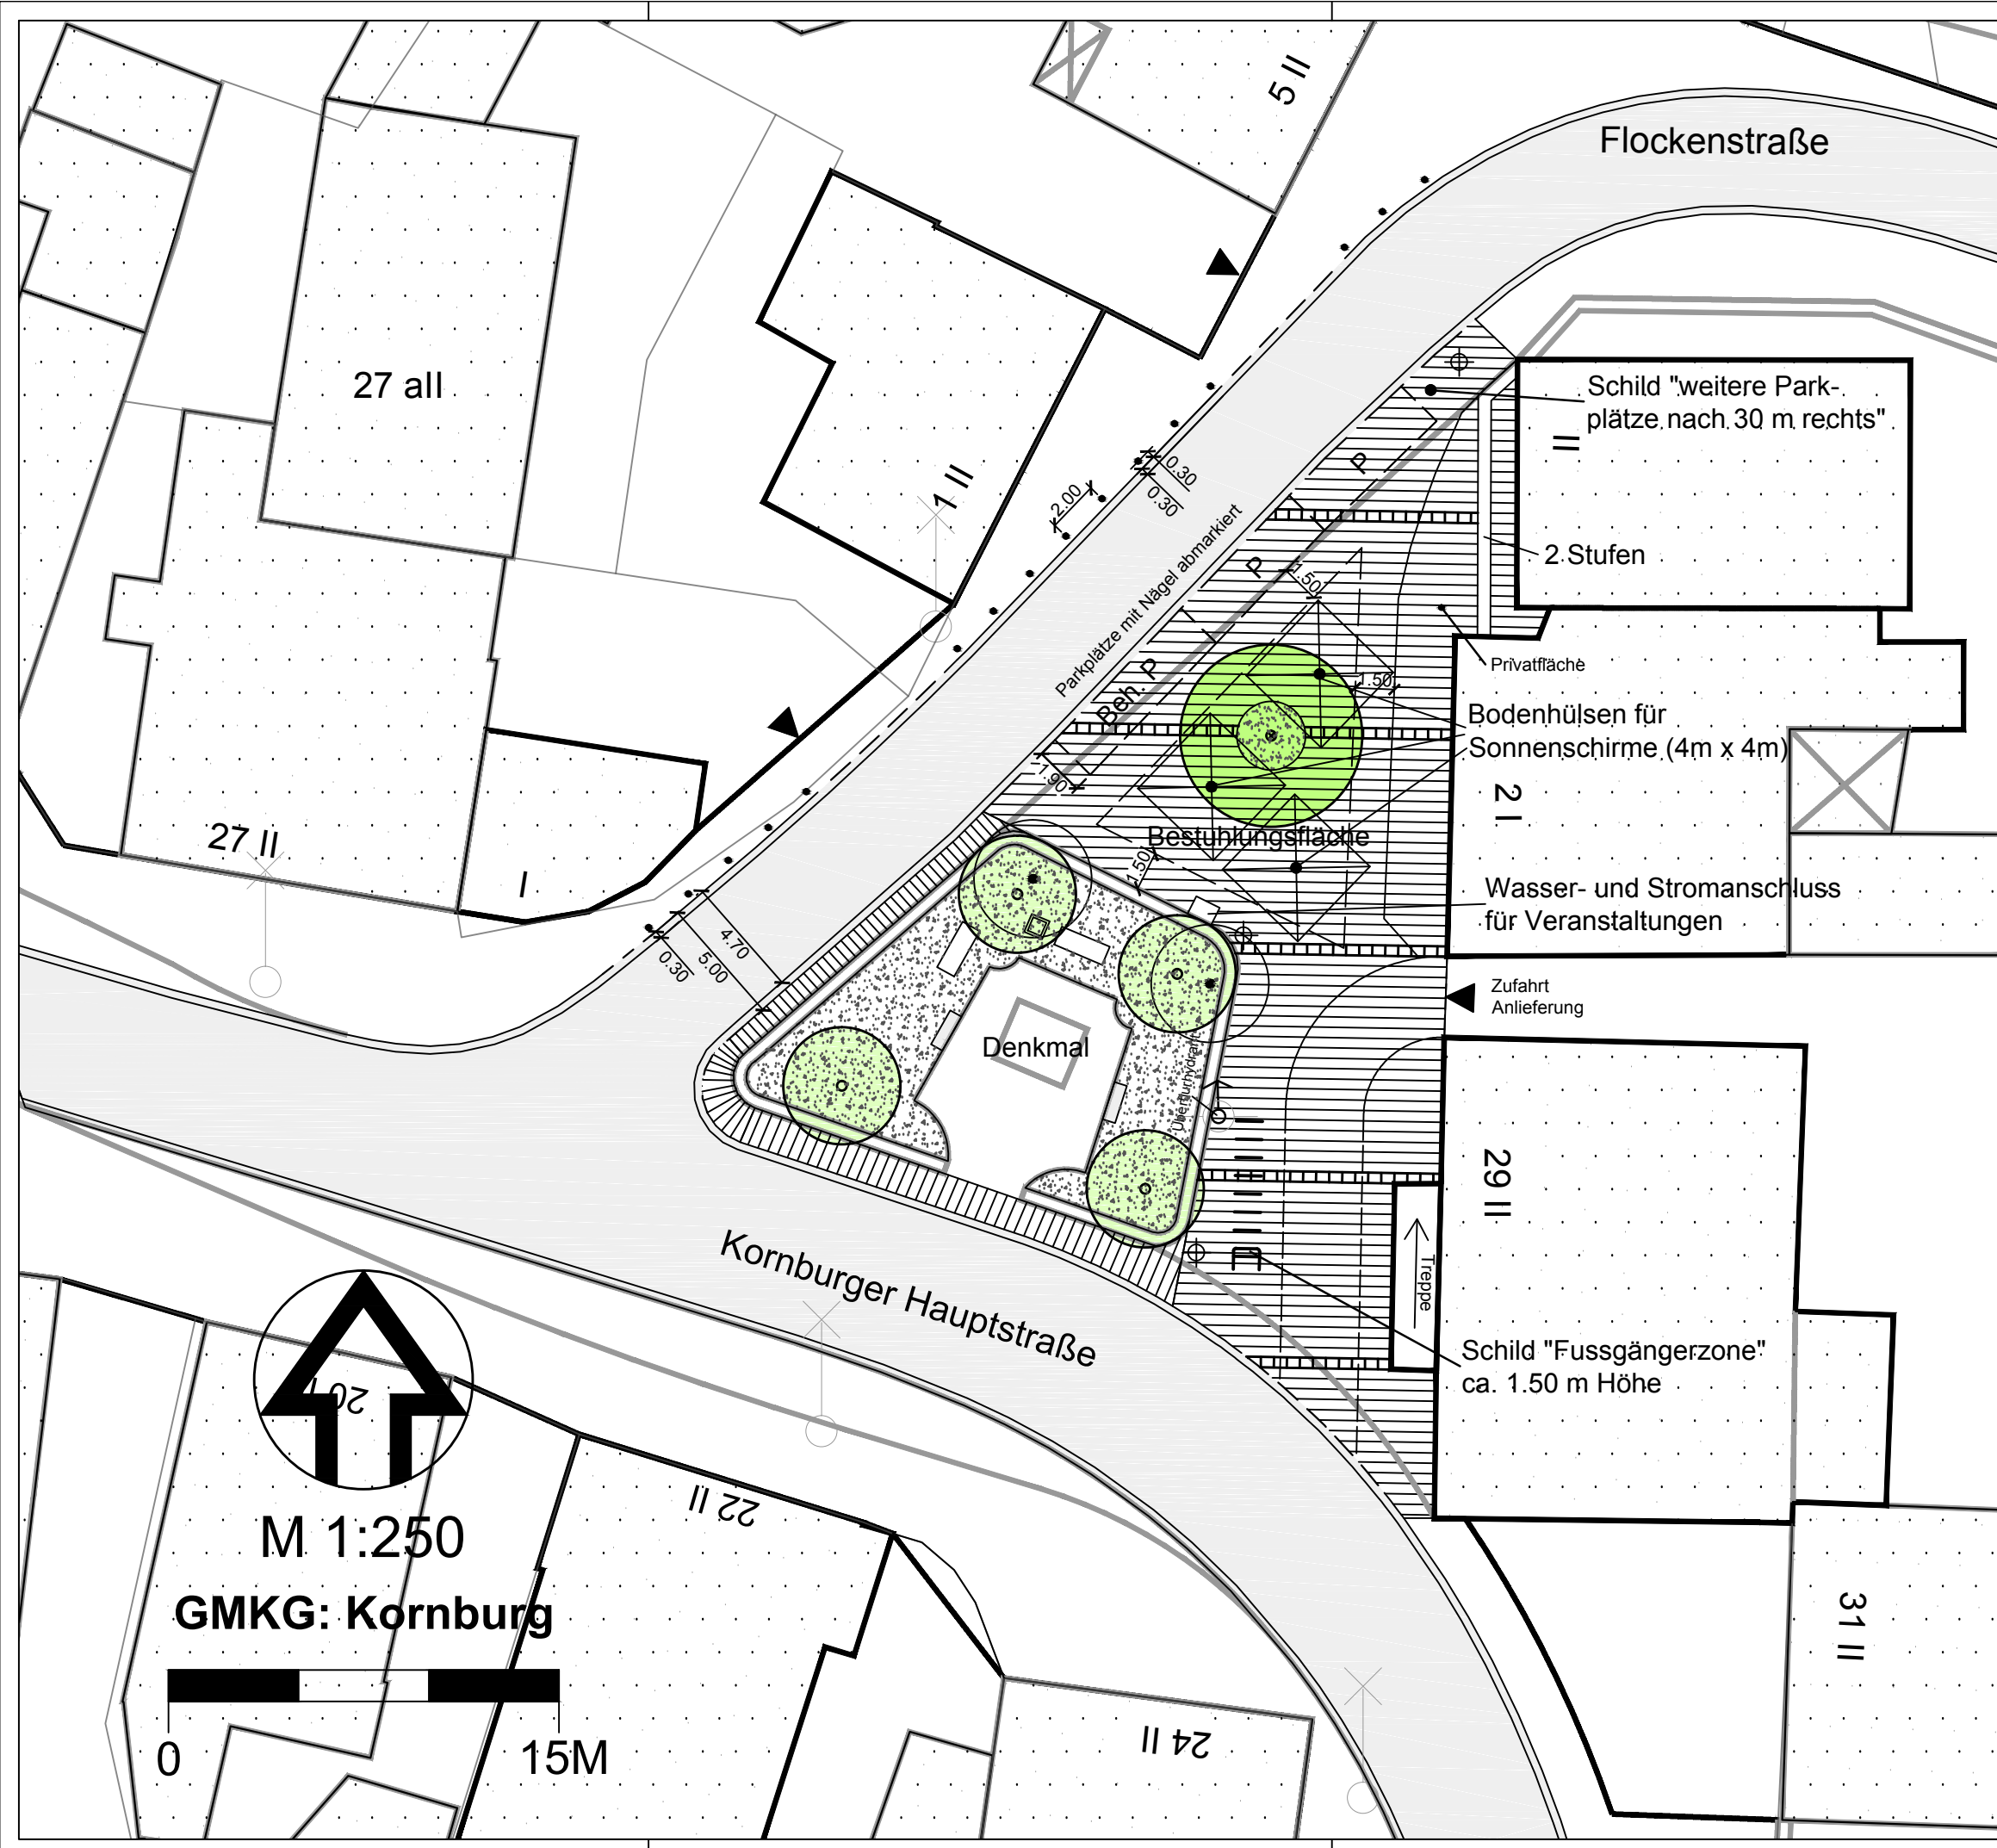 5 II
Flockenstraße
27 aII
Schild "weitere Park-
plätze nach 30 m rechts"
II
1 II
P
0.30
2.00
0.30
Parkplätze mit Nägel abmarkiert
2 Stufen
P
1.50
Privatfläche
Beh. P
1.50
Bodenhülsen für
Sonnenschirme (4m x 4m)
1.90
2 I
27 II
I
Bestuhlungsfläche
1.50
Wasser- und Stromanschluss
für Veranstaltungen
4.70
5.00
0.30
Zufahrt
Anlieferung
Denkmal
Überflurhydrant
29 II
Treppe
Kornburger Hauptstraße
Schild "Fussgängerzone"
ca. 1.50 m Höhe
20 I
22 II
M 1:250
GMKG: Kornburg
31 II
24 II
0
15M